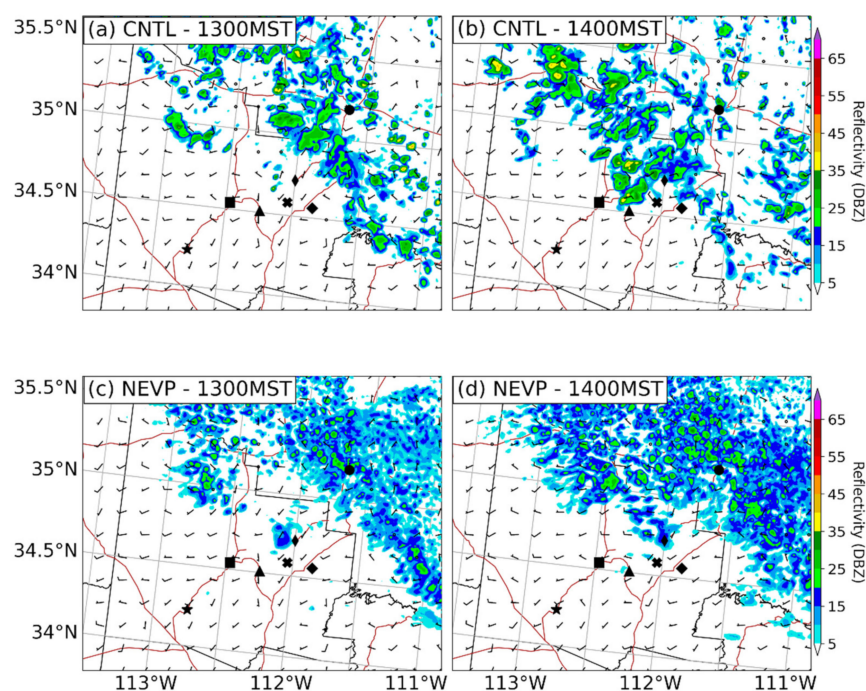 (a) CNTL - 1300MST
(b) CNTL - 1400MST
35.5°N
35°N
34.5°N
34°N
65
55
45
35
25
15
5
Reflectivity (DBZ)
(c) NEVP - 1300MST
(d) NEVP - 1400MST
35.5°N
35°N
34.5°N
34°N
65
55
45
35
25
15
5
Reflectivity (DBZ)
113°W
112°W
111°W
113°W
112°W
111°W